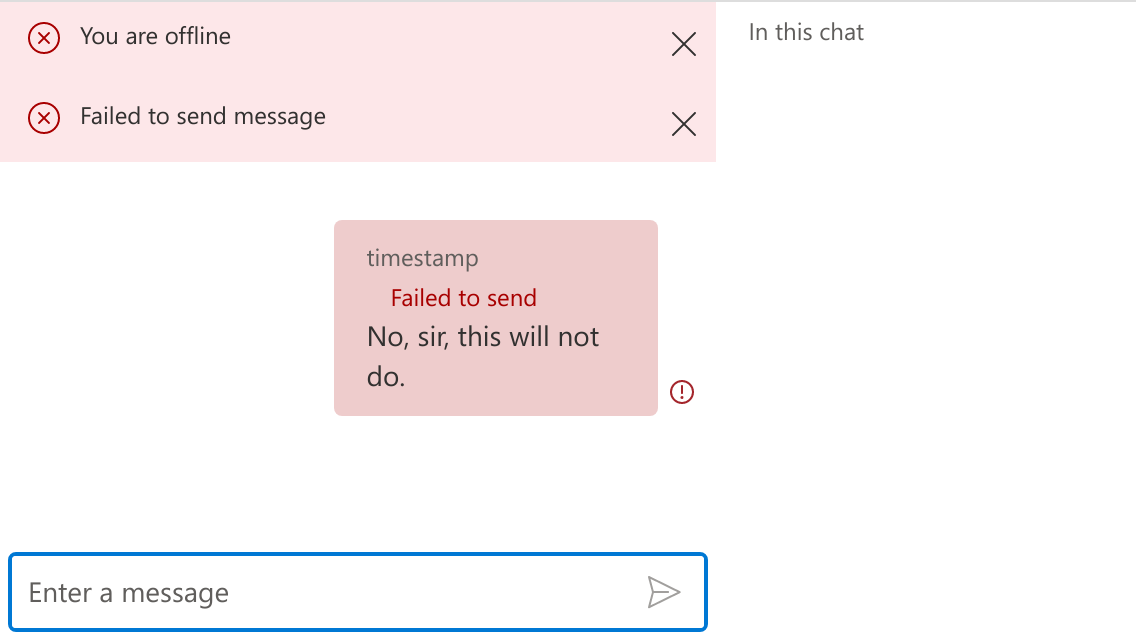 You are offline
In this chat
Failed to send message
timestamp
Failed to send
No, sir, this will not
do.
Enter a message